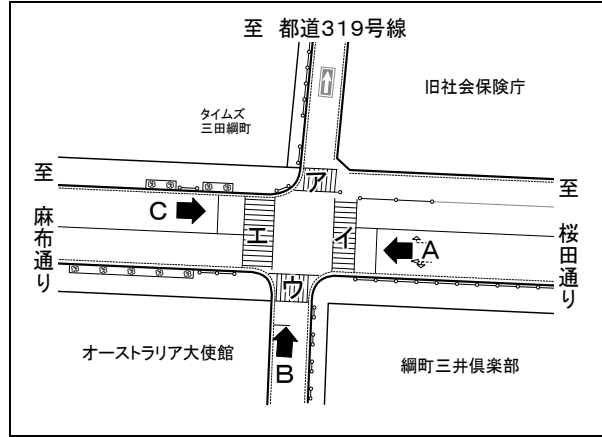 至 都道319号線
旧社会保険庁
タイムズ
三田綱町
至 麻布通り
至 桜田通り
ア
C
エ
イ
A
ウ
B
オーストラリア大使館
綱町三井倶楽部